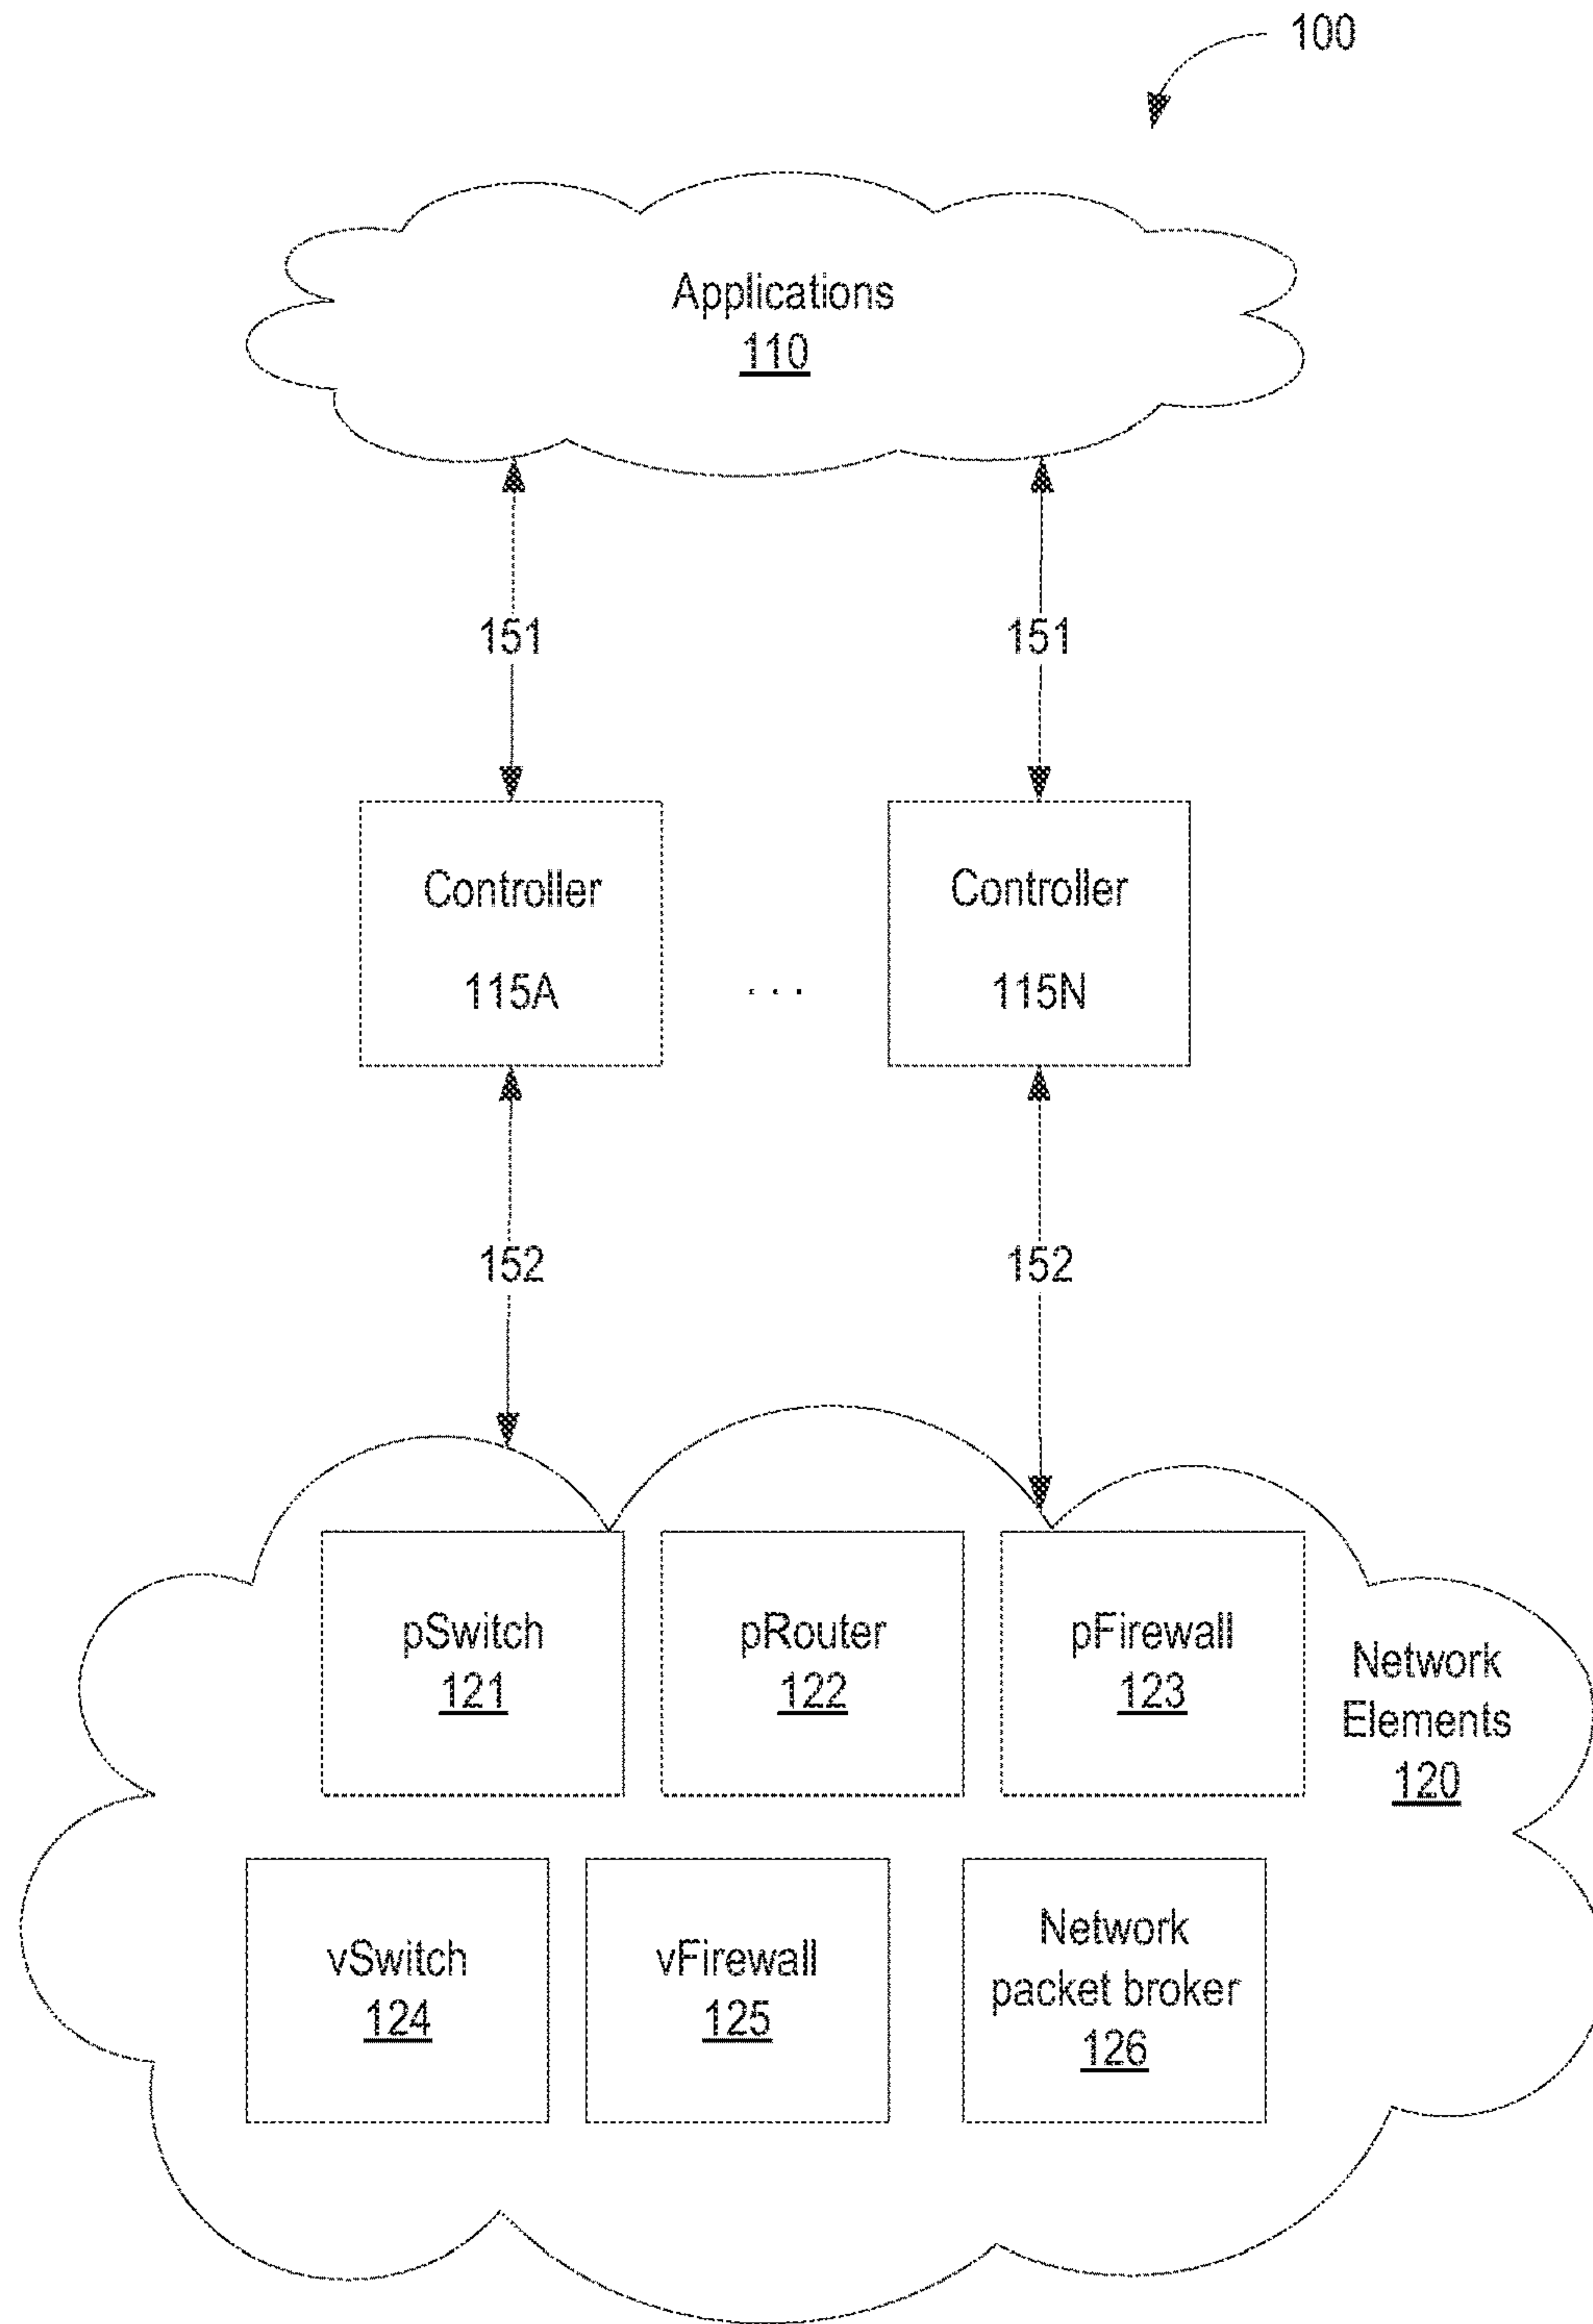 100
Applications
110
151
151
Controller
115A
...
Controller
115N
152
152
pSwitch
121
pRouter
122
pFirewall
123
Network
Elements
120
vSwitch
124
vFirewall
125
Network
packet broker
126